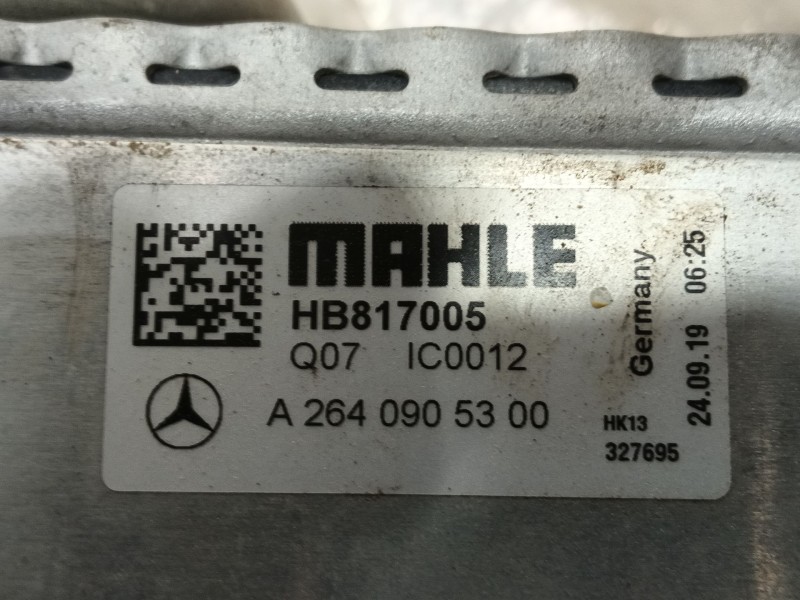 MAHLE
HB817005
Q07 IC0012
A 264 090 53 00
Germany
24.09.19 06:25
HK13
327695